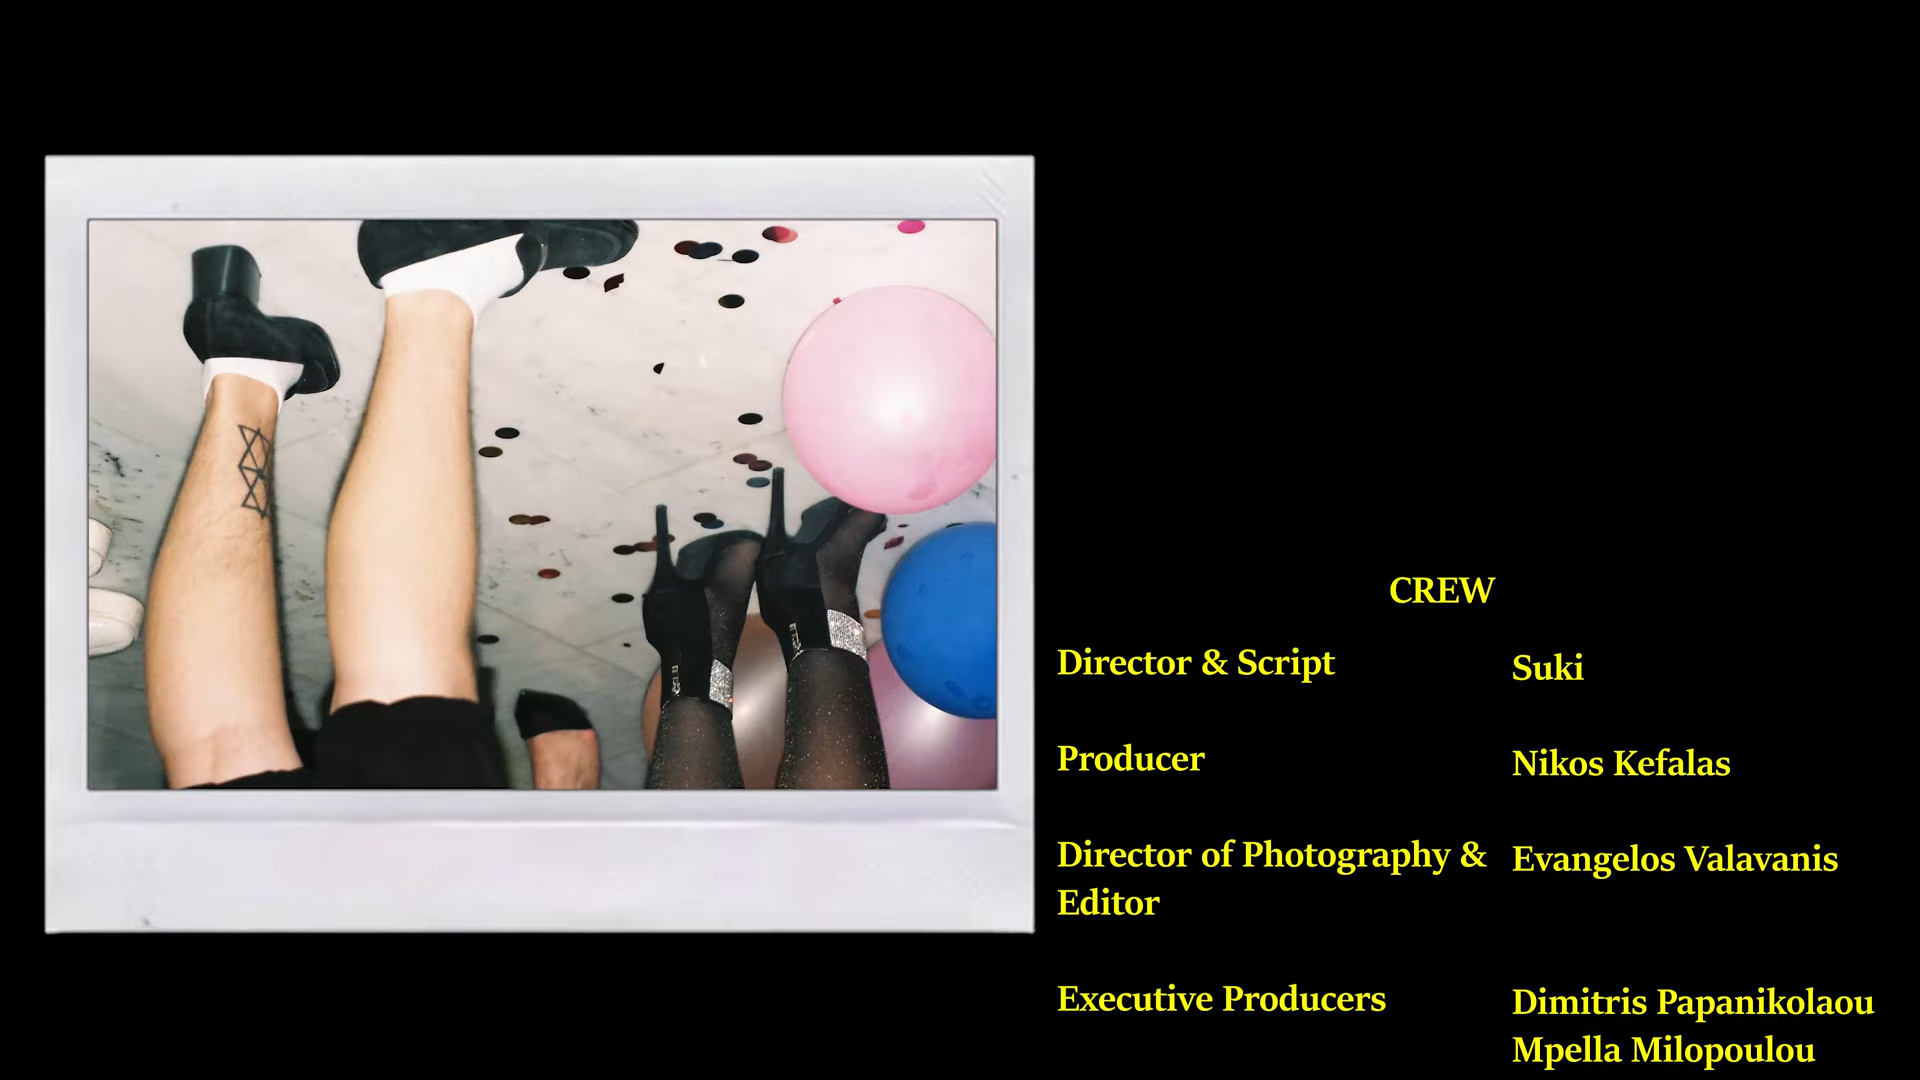 CREW
Director & Script
Suki
Producer
Nikos Kefalas
Director of Photography &
Editor
Evangelos Valavanis
Executive Producers
Dimitris Papanikolaou
Mpella Milopoulou